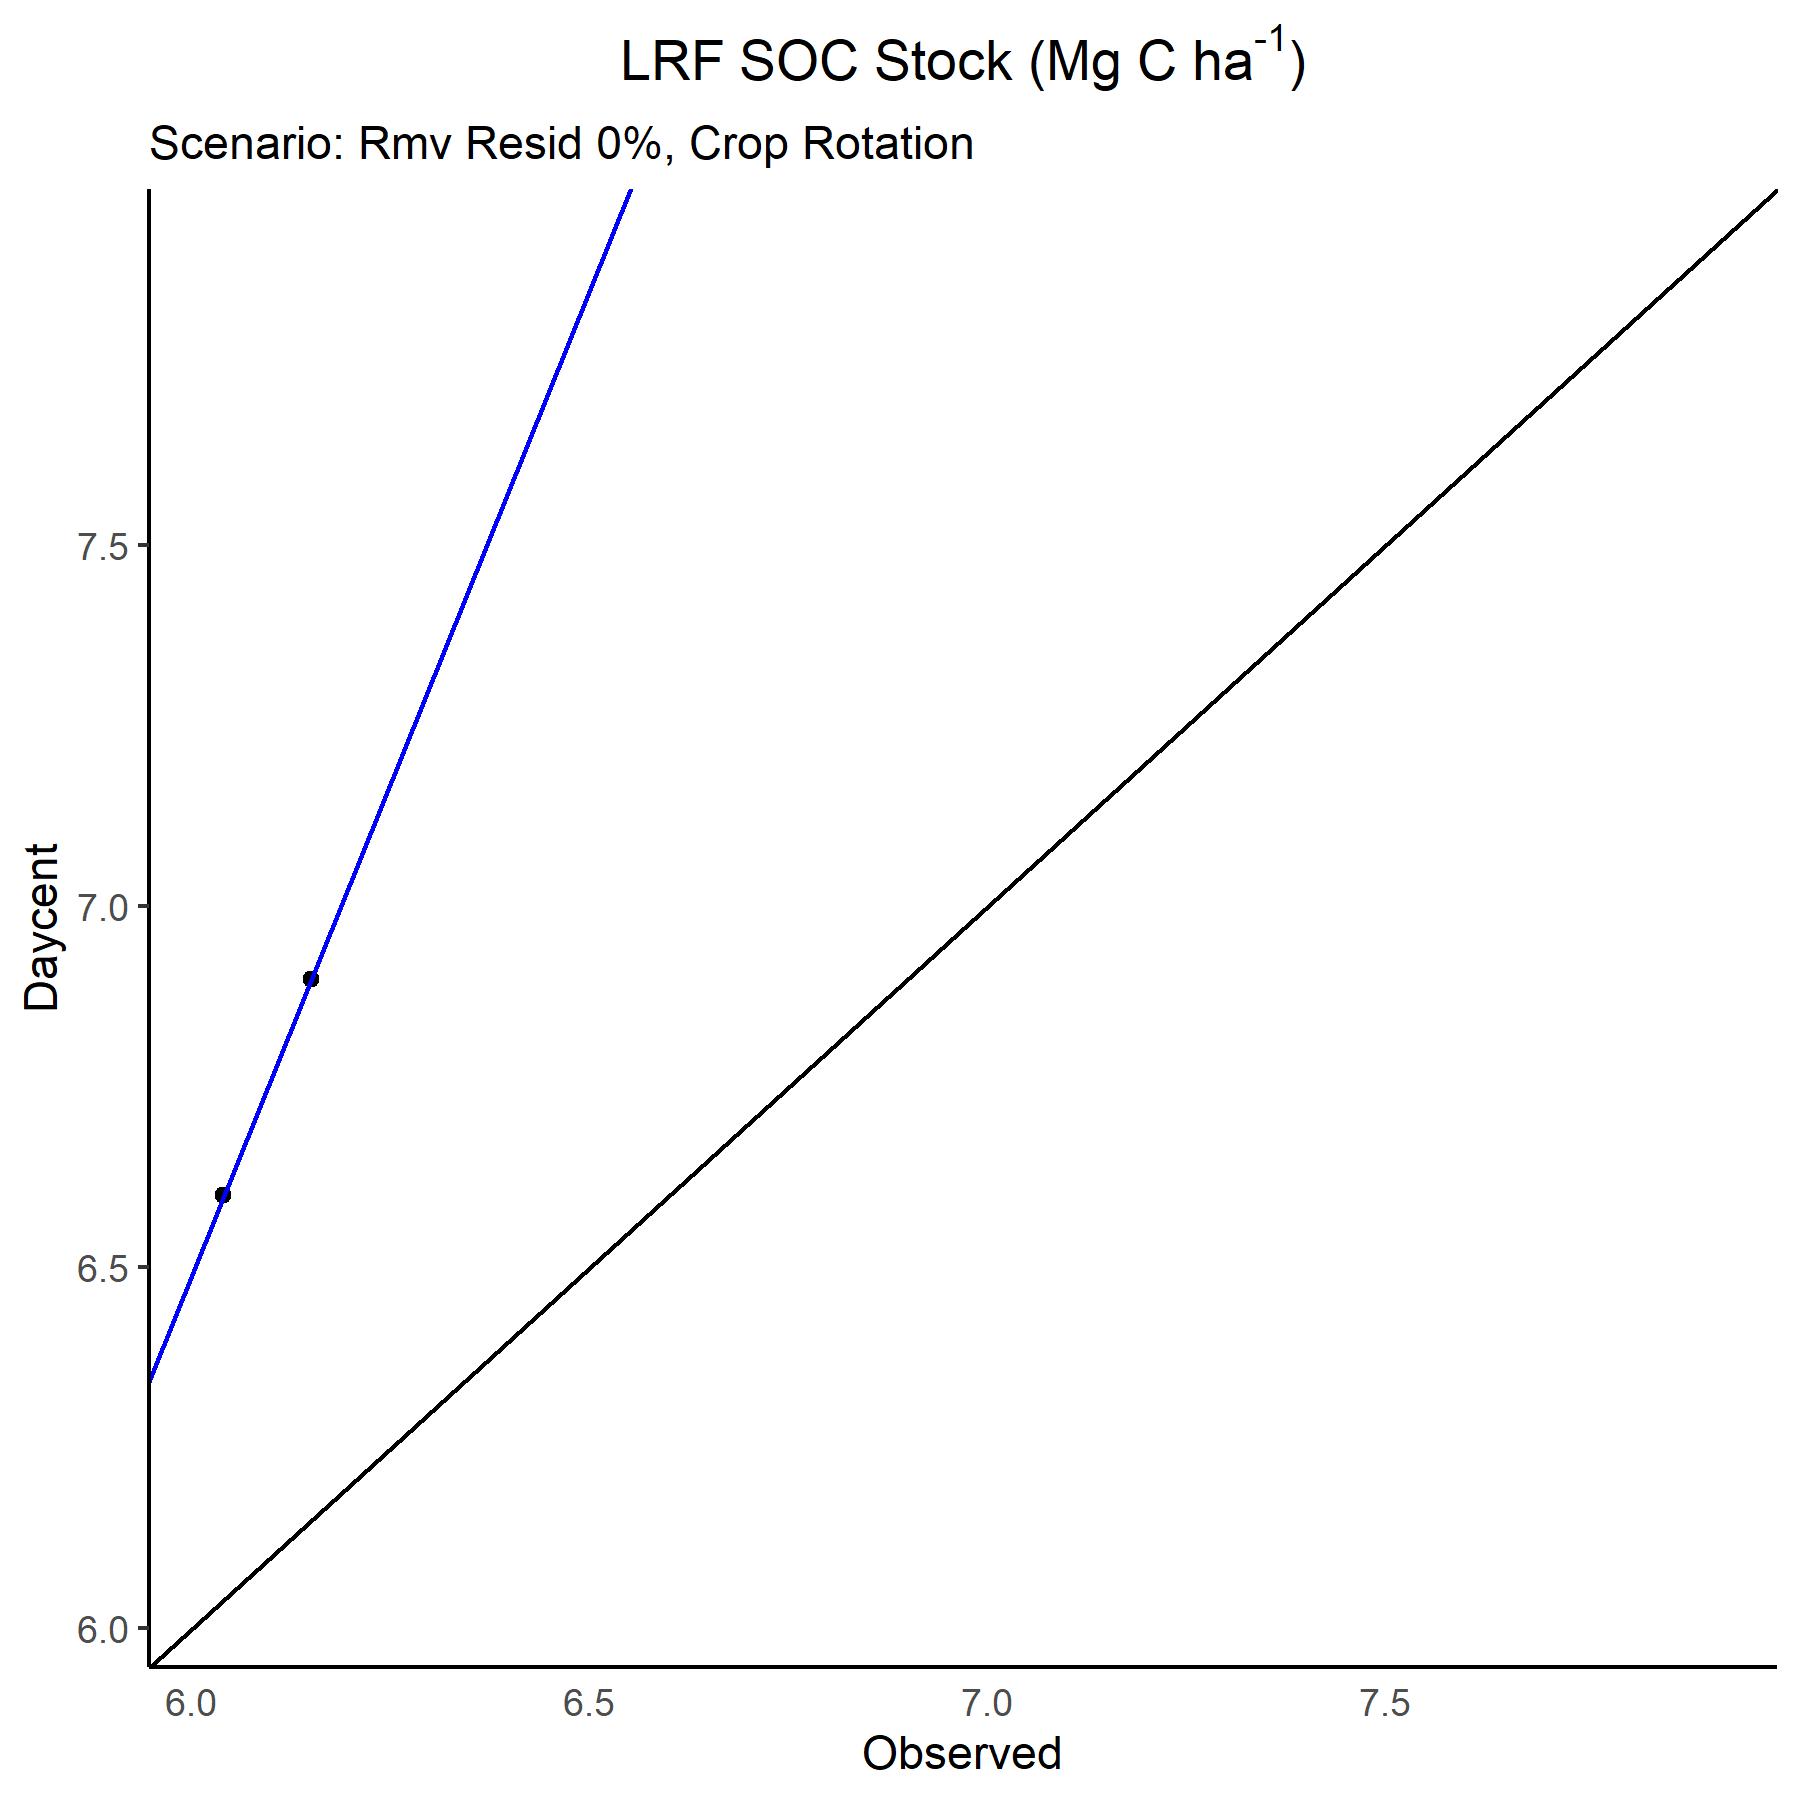 LRF SOC Stock (Mg C ha⁻¹)
Scenario: Rmv Resid 0%, Crop Rotation
Daycent
7.5
7.0
6.5
6.0
6.0 6.5 7.0 7.5
Observed